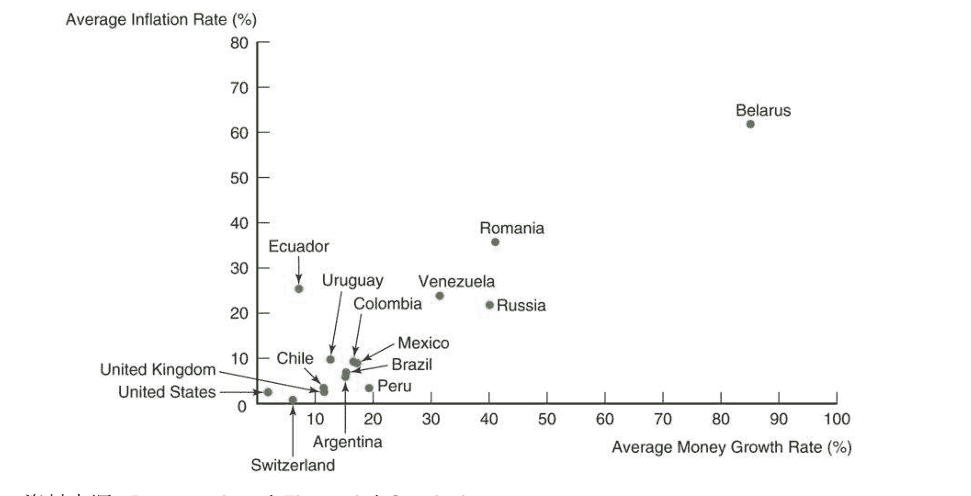 Average Inflation Rate (%)
80
70
Belarus
60
50
40
Romania
Ecuador
30
Uruguay
Venezuela
Colombia
Russia
20
Mexico
10
Chile
Brazil
United Kingdom
Peru
United States
0
10 20 30 40 50 60 70 80 90 100
Argentina
Average Money Growth Rate (%)
Switzerland